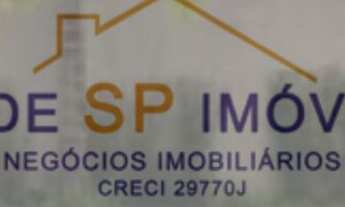 DE SP IMÓV
NEGÓCIOS IMOBILIÁRIOS
CRECI 29770J